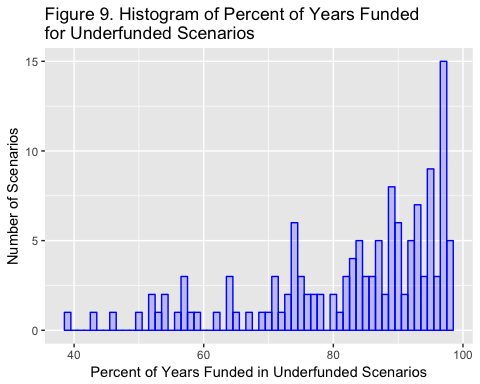 Figure 9. Histogram of Percent of Years Funded
for Underfunded Scenarios
15
10
5
0
Number of Scenarios
40 60 80 100
Percent of Years Funded in Underfunded Scenarios